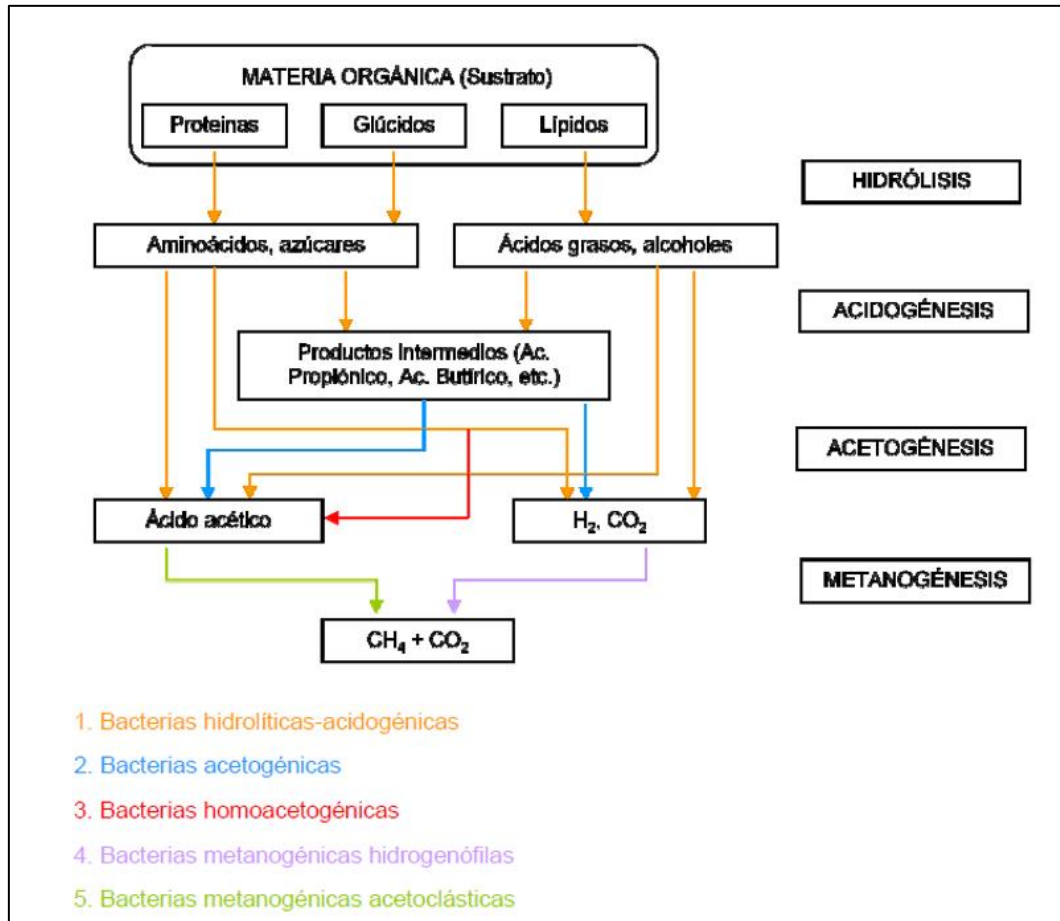 MATERIA ORGÁNICA (Sustrato)
Proteinas
Glúcidos
Lípidos
HIDRÓLISIS
Aminoácidos, azúcares
Ácidos grasos, alcoholes
ACIDOGÉNESIS
Productos Intermedios (Ac.
Propiónico, Ac. Butírico, etc.)
ACETOGÉNESIS
Ácido acético
H₂, CO₂
METANOGÉNESIS
CH₄ + CO₂
1. Bacterias hidrolíticas-acidogénicas
2. Bacterias acetogénicas
3. Bacterias homoacetogénicas
4. Bacterias metanogénicas hidrogenófilas
5. Bacterias metanogénicas acetoclásticas